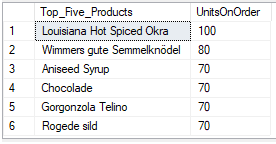 Top_Five_Products UnitsOnOrder
1 Louisiana Hot Spiced Okra 100
2 Wimmers gute Semmelknödel 80
3 Aniseed Syrup 70
4 Chocolade 70
5 Gorgonzola Telino 70
6 Rogede sild 70